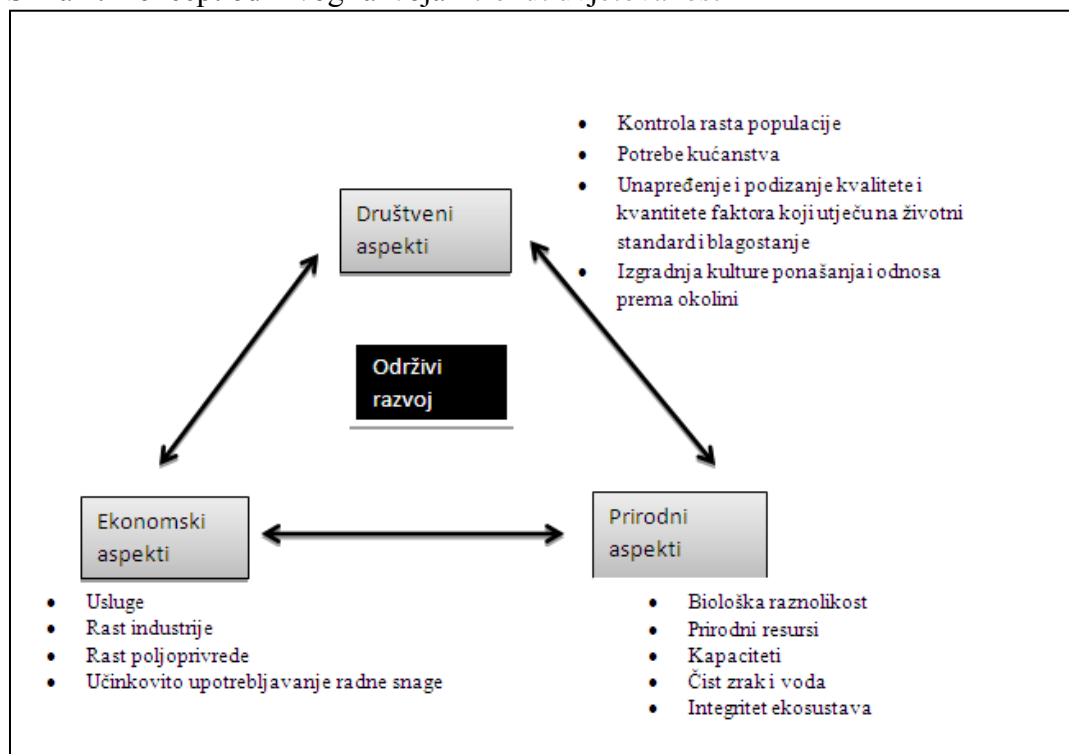 • Kontrola rasta populacije
• Potrebe kućanstva
• Unapređenje i podizanje kvalitete i
kvantitete faktora koji utječu na životni
standard i blagostanje
• Izgradnja kulture ponašanja i odnosa
prema okolini
Društveni
aspekti
Održivi
razvoj
Ekonomski
aspekti
Prirodni
aspekti
• Usluge
• Rast industrije
• Rast poljoprivrede
• Učinkovito upotrebljavanje radne snage
• Biološka raznolikost
• Prirodni resursi
• Kapaciteti
• Čist zrak i voda
• Integritet ekosustava